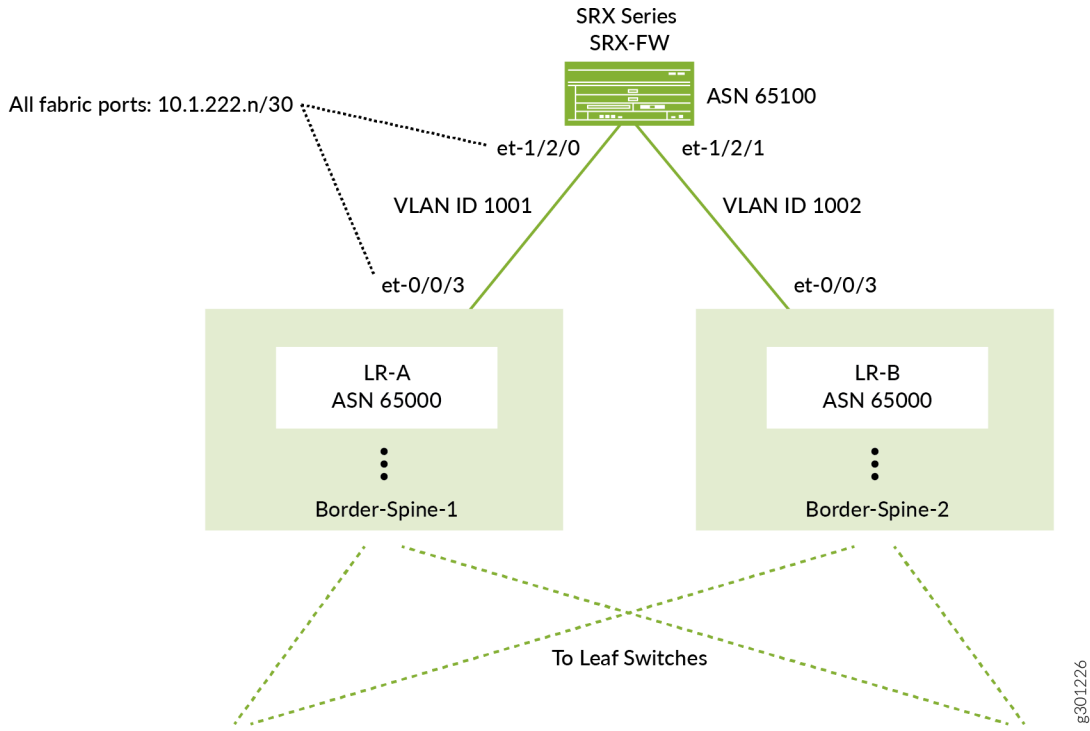 SRX Series
SRX-FW
ASN 65100
All fabric ports: 10.1.222.n/30
et-1/2/0
et-1/2/1
VLAN ID 1001
VLAN ID 1002
et-0/0/3
et-0/0/3
LR-A
ASN 65000
LR-B
ASN 65000
Border-Spine-1
Border-Spine-2
To Leaf Switches
g301226